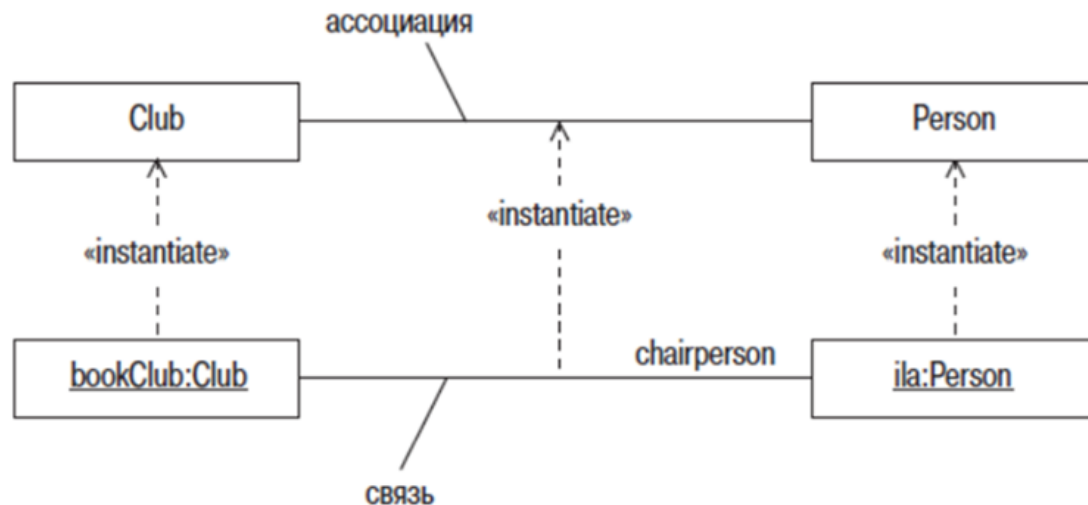 ассоциация
Club
Person
«instantiate»
«instantiate»
«instantiate»
chairperson
bookClub:Club
ila:Person
связь